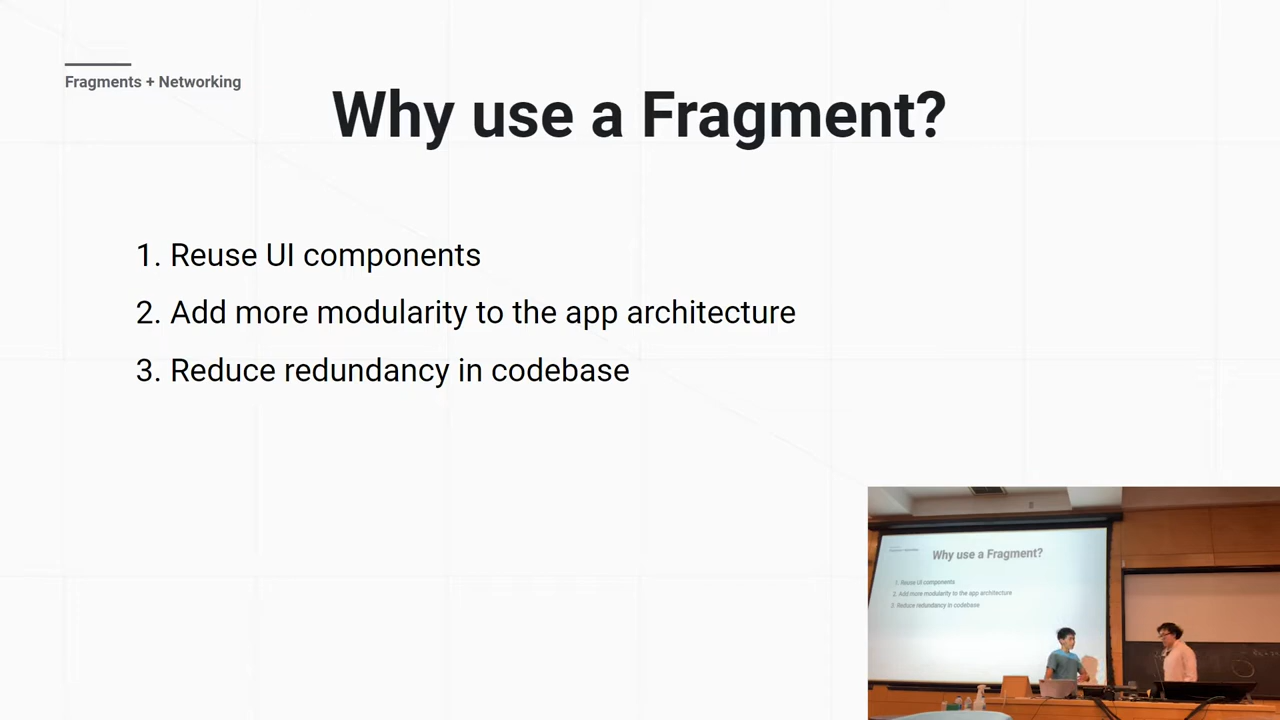 Fragments + Networking
Why use a Fragment?
1. Reuse UI components
2. Add more modularity to the app architecture
3. Reduce redundancy in codebase
Why use a Fragment?
1. Reuse UI components
2. Add more modularity to the app architecture
3. Reduce redundancy in codebase